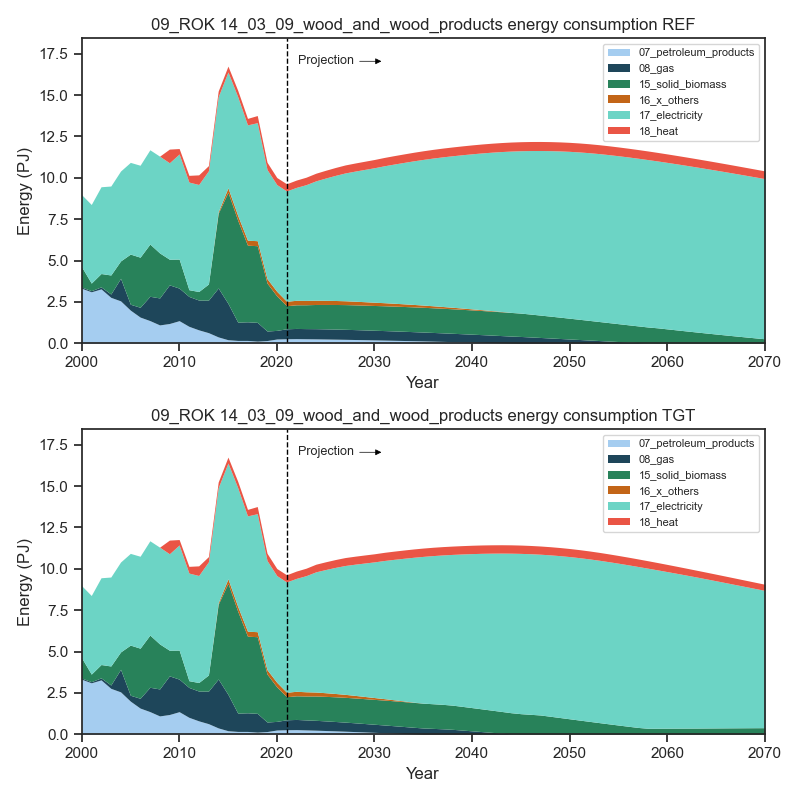 09_ROK 14_03_09_wood_and_wood_products energy consumption REF
17.5
15.0
12.5
10.0
7.5
5.0
2.5
0.0
Energy (PJ)
Projection
07_petroleum_products
08_gas
15_solid_biomass
16_x_others
17_electricity
18_heat
2000 2010 2020 2030 2040 2050 2060 2070
Year
09_ROK 14_03_09_wood_and_wood_products energy consumption TGT
17.5
15.0
12.5
10.0
7.5
5.0
2.5
0.0
Energy (PJ)
Projection
07_petroleum_products
08_gas
15_solid_biomass
16_x_others
17_electricity
18_heat
2000 2010 2020 2030 2040 2050 2060 2070
Year